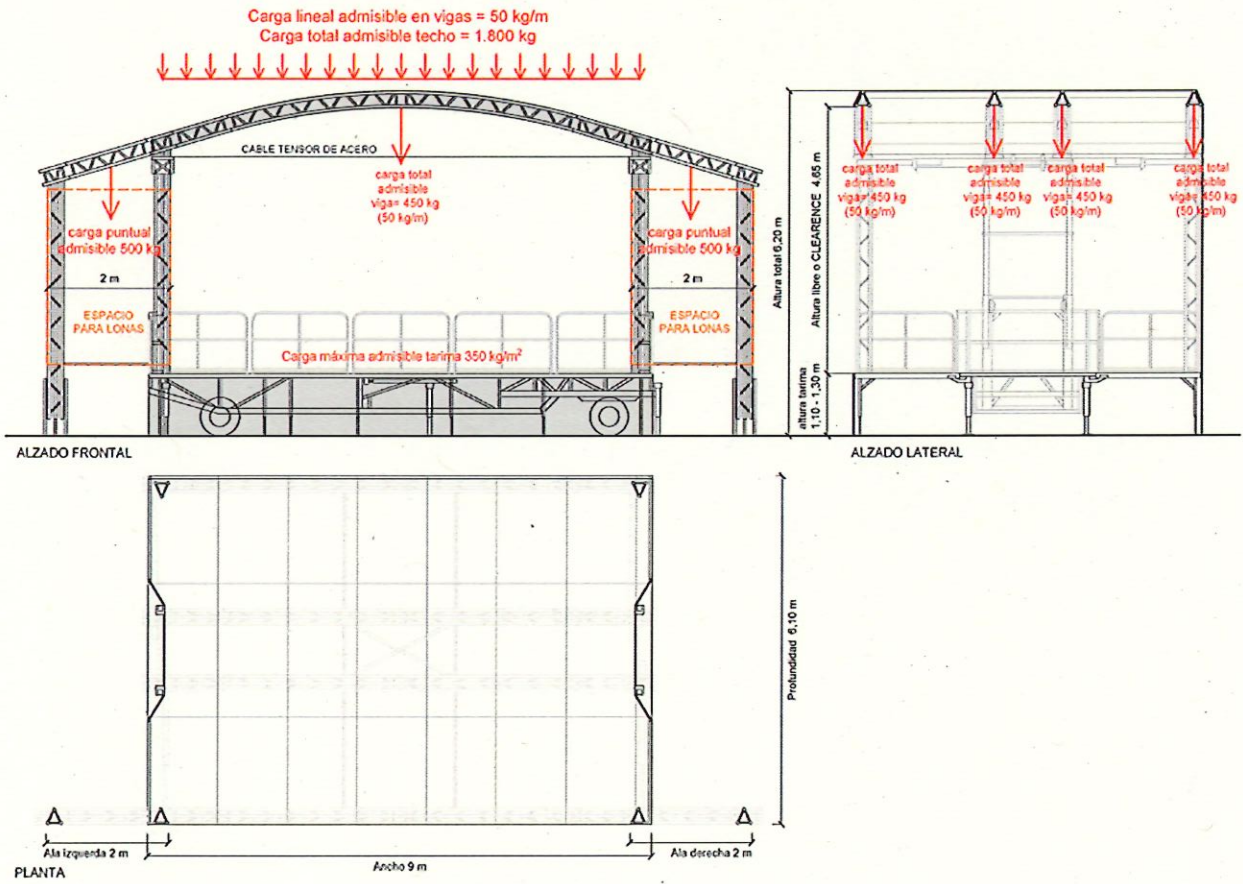 Carga lineal admisible en vigas = 50 kg/m
Carga total admisible techo = 1.800 kg
CABLE TENSOR DE ACERO
carga total
admisible
viga= 450 kg
(50 kg/m)
carga puntual
admisible 500 kg
2 m
ESPACIO
PARA LONAS
carga puntual
admisible 500 kg
2 m
ESPACIO
PARA LONAS
Carga máxima admisible tarima 350 kg/m²
ALZADO FRONTAL
Altura total 6,20 m
Altura libre o CLEARENCE 4,65 m
altura tarima
1,10 - 1,30 m
carga total
admisible
viga= 450 kg
(50 kg/m)
carga total
admisible
viga= 450 kg
(50 kg/m)
carga total
admisible
viga= 450 kg
(50 kg/m)
carga total
admisible
viga= 450 kg
(50 kg/m)
ALZADO LATERAL
Profundidad 6,10 m
Ala izquierda 2 m
Ancho 9 m
Ala derecha 2 m
PLANTA